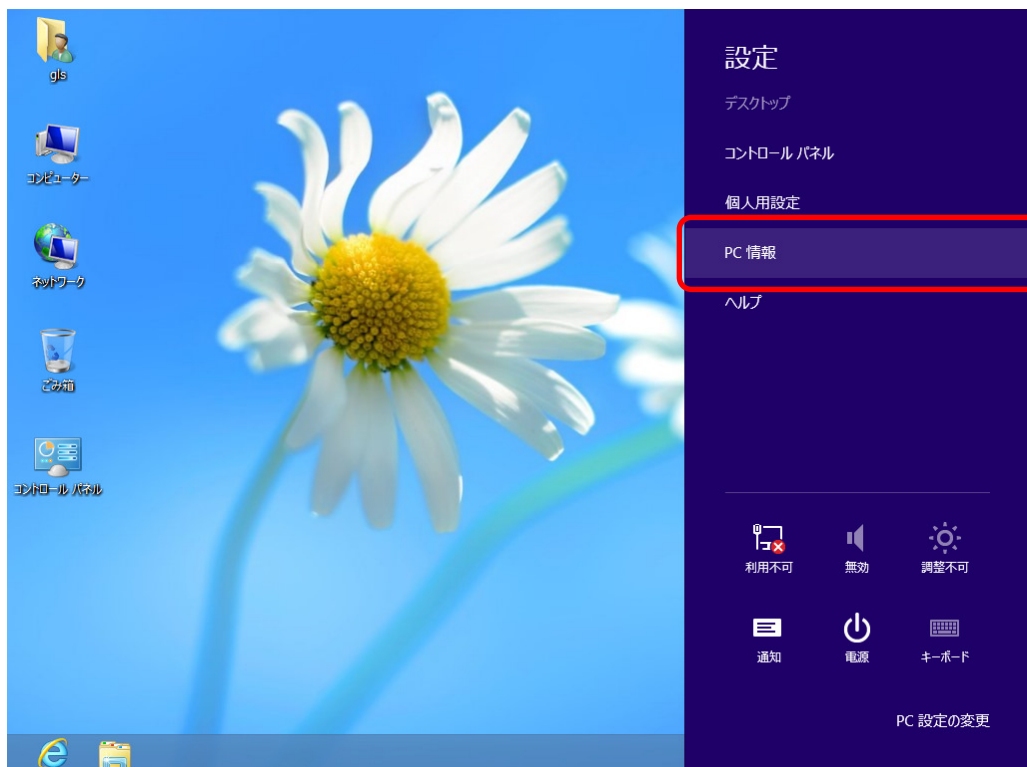 gls
コンピューター
ネットワーク
ごみ箱
コントロール パネル
設定
デスクトップ
コントロール パネル
個人用設定
PC 情報
ヘルプ
利用不可
無効
調整不可
通知
電源
キーボード
PC 設定の変更